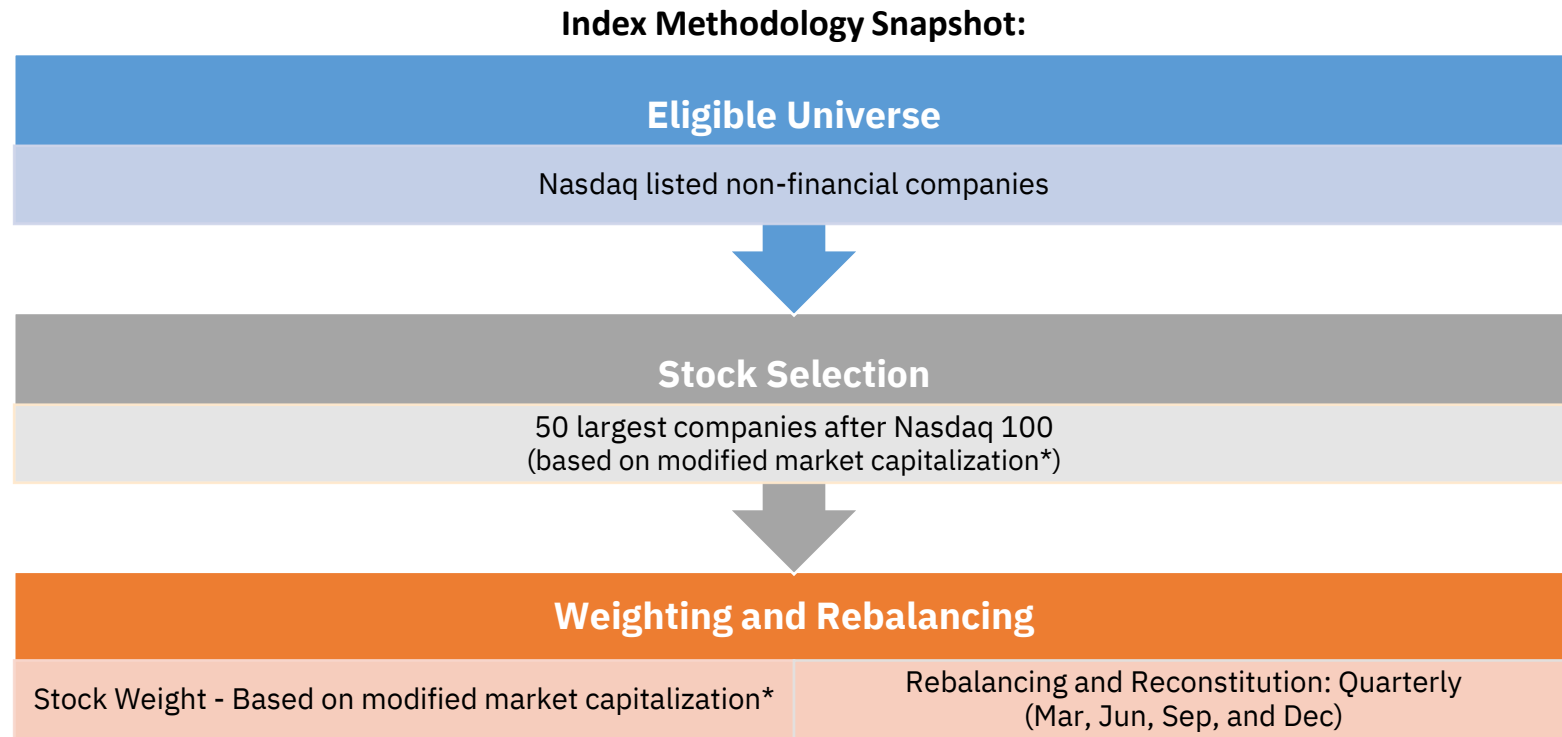 Index Methodology Snapshot:
Eligible Universe
Nasdaq listed non-financial companies
Stock Selection
50 largest companies after Nasdaq 100
(based on modified market capitalization*)
Weighting and Rebalancing
Stock Weight - Based on modified market capitalization*
Rebalancing and Reconstitution: Quarterly
(Mar, Jun, Sep, and Dec)